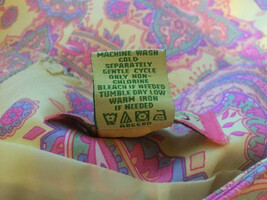 MACHINE WASH
COLD
SEPARATELY
GENTLE CYCLE
ONLY NON-
CHLORINE
BLEACH IF NEEDED
TUMBLE DRY LOW
WARM IRON
IF NEEDED